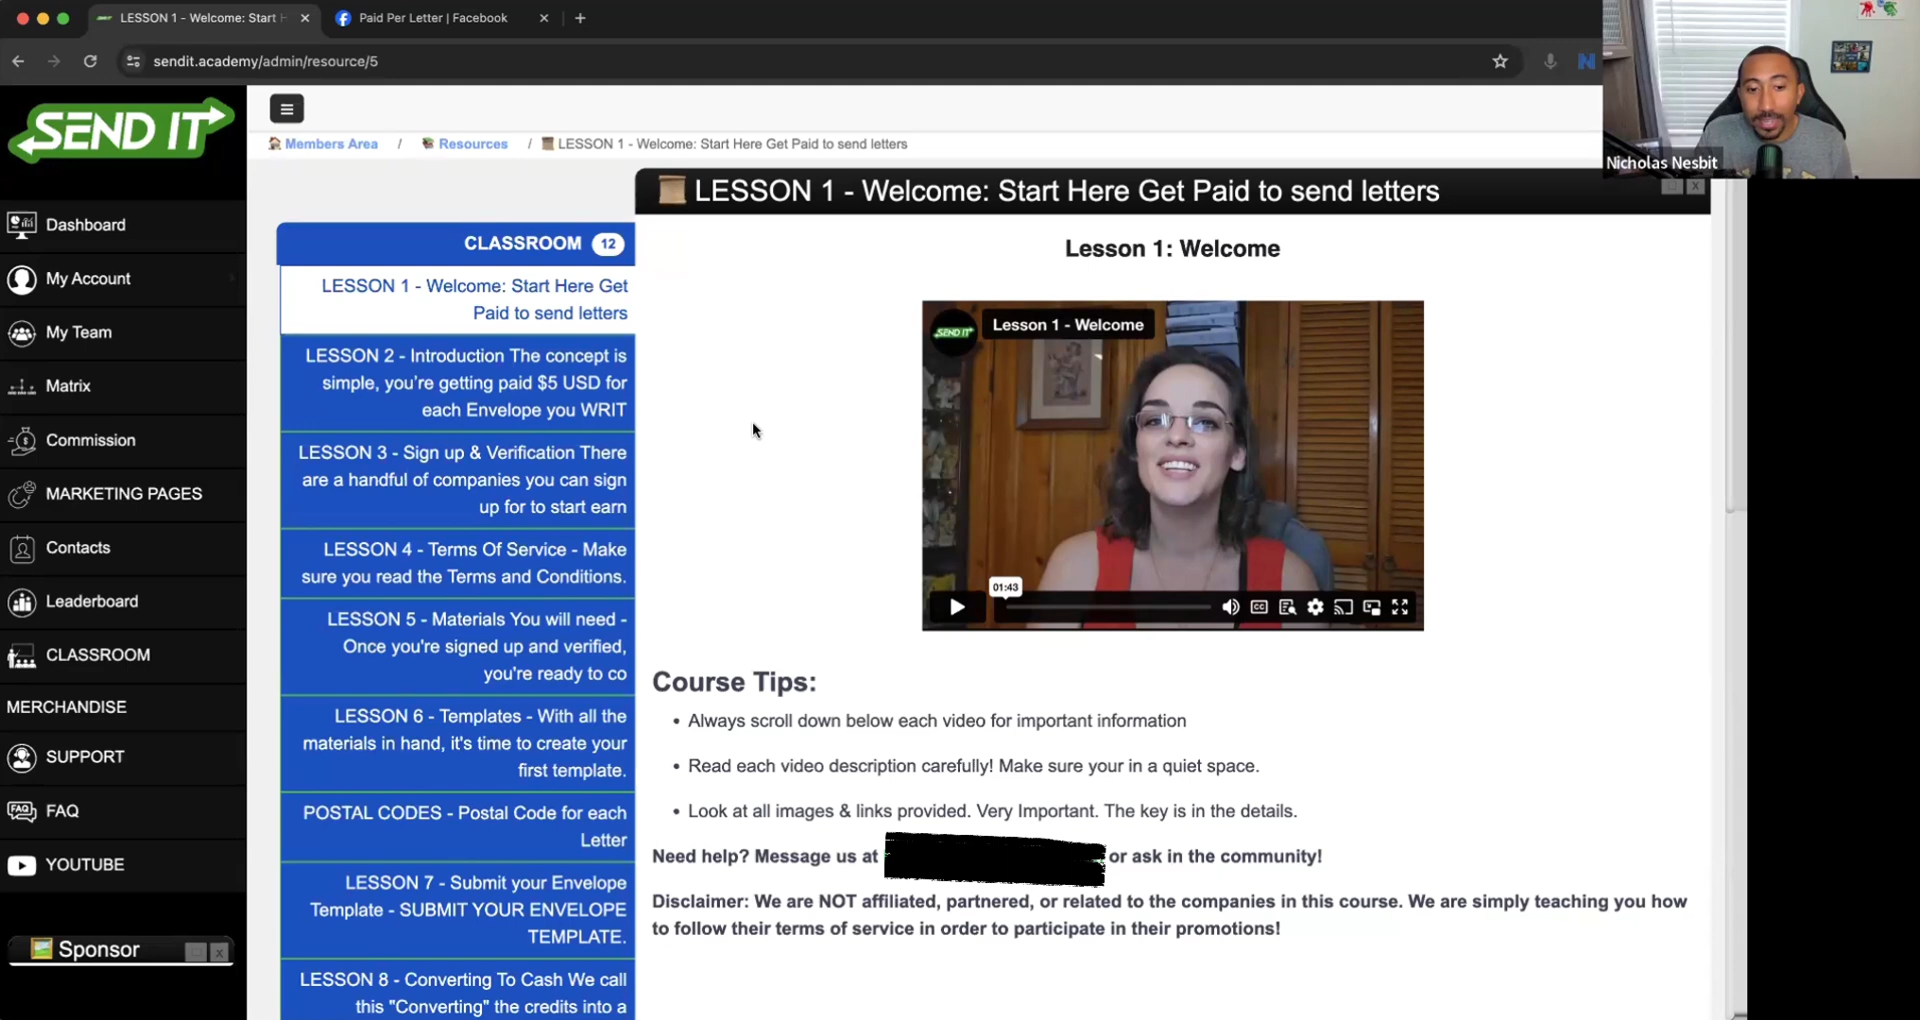 LESSON 1 - Welcome: Start H
Paid Per Letter | Facebook
sendit.academy/admin/resource/5
Nicholas Nesbit
SEND IT
Dashboard
My Account
My Team
Matrix
Commission
MARKETING PAGES
Contacts
Leaderboard
CLASSROOM
MERCHANDISE
SUPPORT
FAQ
YOUTUBE
Sponsor
Members Area / Resources / LESSON 1 - Welcome: Start Here Get Paid to send letters
CLASSROOM 12
LESSON 1 - Welcome: Start Here Get
Paid to send letters
LESSON 2 - Introduction The concept is
simple, you're getting paid $5 USD for
each Envelope you WRIT
LESSON 3 - Sign up & Verification There
are a handful of companies you can sign
up for to start earn
LESSON 4 - Terms Of Service - Make
sure you read the Terms and Conditions.
LESSON 5 - Materials You will need -
Once you're signed up and verified,
you're ready to co
LESSON 6 - Templates - With all the
materials in hand, it's time to create your
first template.
POSTAL CODES - Postal Code for each
Letter
LESSON 7 - Submit your Envelope
Template - SUBMIT YOUR ENVELOPE
TEMPLATE.
LESSON 8 - Converting To Cash We call
this "Converting" the credits into a
LESSON 1 - Welcome: Start Here Get Paid to send letters
Lesson 1: Welcome
SEND IT
Lesson 1 - Welcome
01:43
CC
Course Tips:
• Always scroll down below each video for important information
• Read each video description carefully! Make sure your in a quiet space.
• Look at all images & links provided. Very Important. The key is in the details.
Need help? Message us at or ask in the community!
Disclaimer: We are NOT affiliated, partnered, or related to the companies in this course. We are simply teaching you how
to follow their terms of service in order to participate in their promotions!